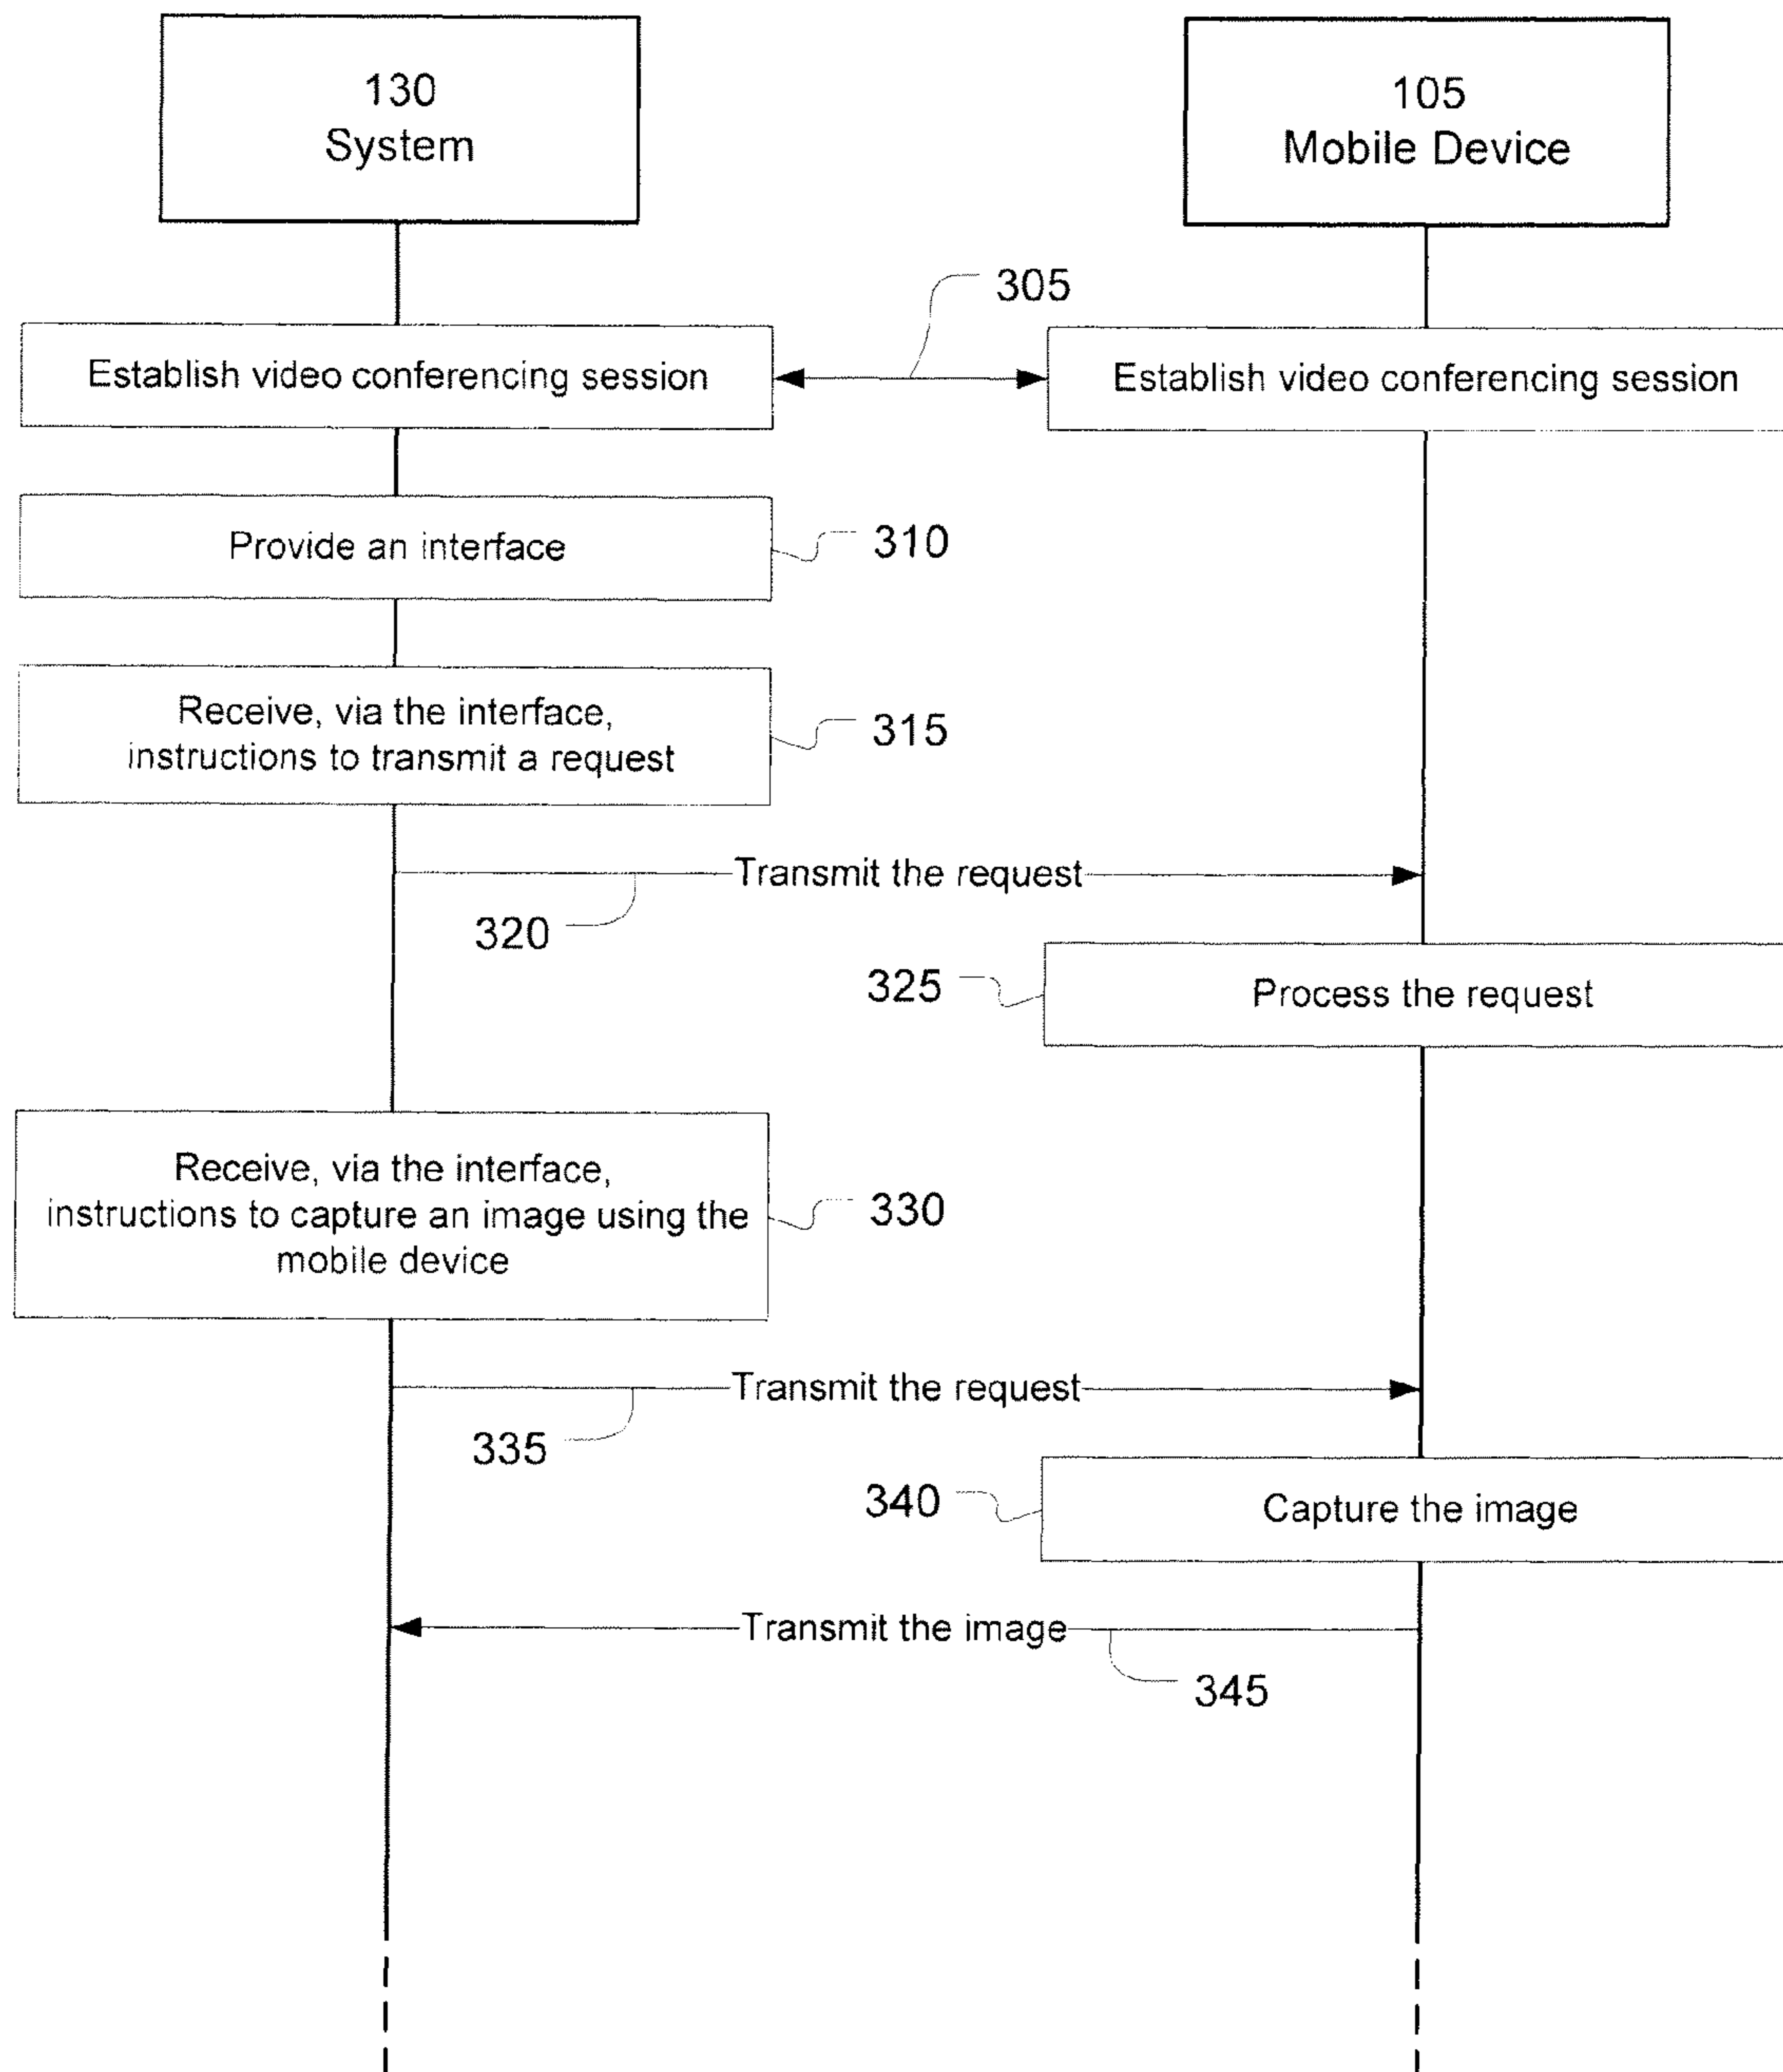 130
System
105
Mobile Device
305
Establish video conferencing session
Establish video conferencing session
Provide an interface
310
Receive, via the interface,
instructions to transmit a request
315
Transmit the request
320
325
Process the request
Receive, via the interface,
instructions to capture an image using the
mobile device
330
Transmit the request
335
340
Capture the image
Transmit the image
345